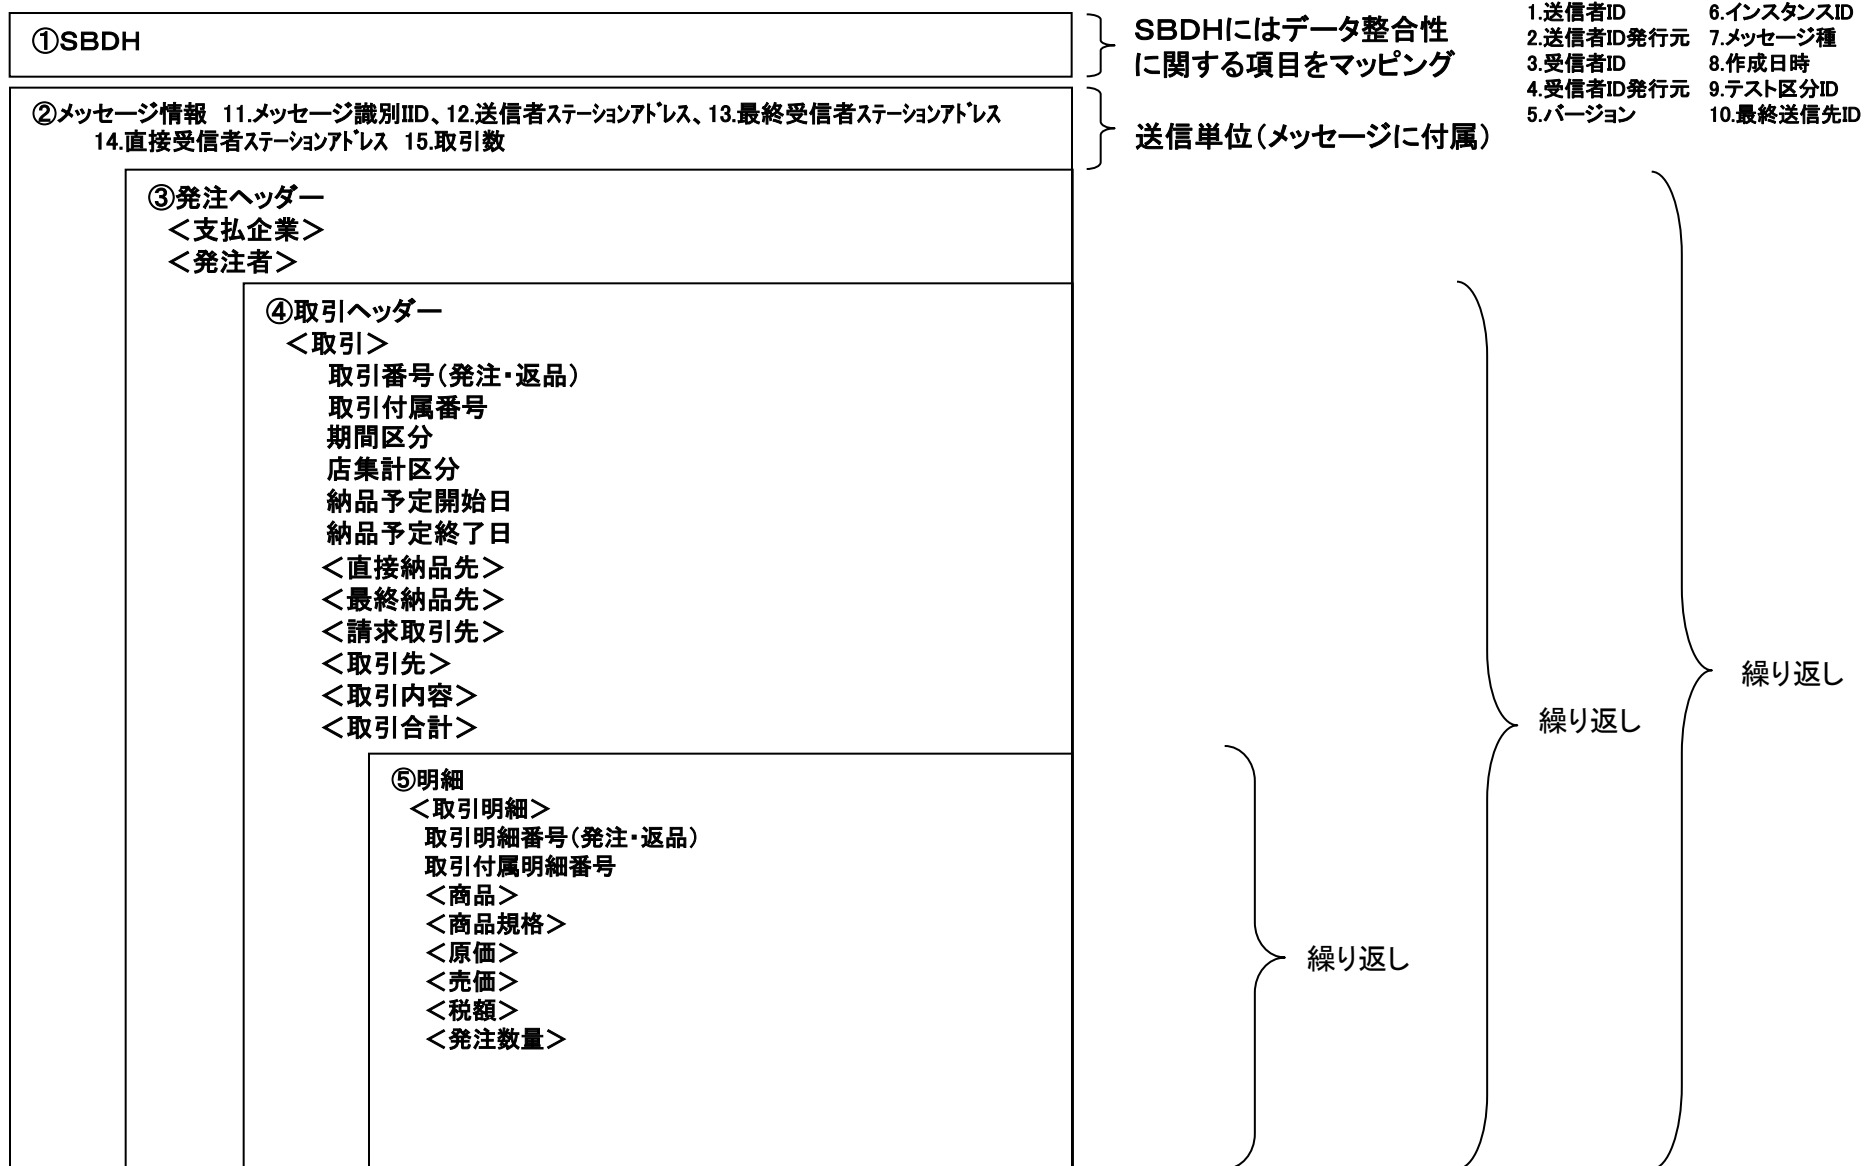 ①SBDH
SBDHにはデータ整合性
に関する項目をマッピング
1.送信者ID 6.インスタンスID
2.送信者ID発行元 7.メッセージ種
3.受信者ID 8.作成日時
4.受信者ID発行元 9.テスト区分ID
5.バージョン 10.最終送信先ID
②メッセージ情報 11.メッセージ識別IID、12.送信者ステーションアドレス、13.最終受信者ステーションアドレス
14.直接受信者ステーションアドレス 15.取引数
送信単位(メッセージに付属)
③発注ヘッダー
<支払企業>
<発注者>
④取引ヘッダー
<取引>
取引番号(発注・返品)
取引付属番号
期間区分
店集計区分
納品予定開始日
納品予定終了日
<直接納品先>
<最終納品先>
<請求取引先>
<取引先>
<取引内容>
<取引合計>
繰り返し
繰り返し
⑤明細
<取引明細>
取引明細番号(発注・返品)
取引付属明細番号
<商品>
<商品規格>
<原価>
<売価>
<税額>
<発注数量>
繰り返し